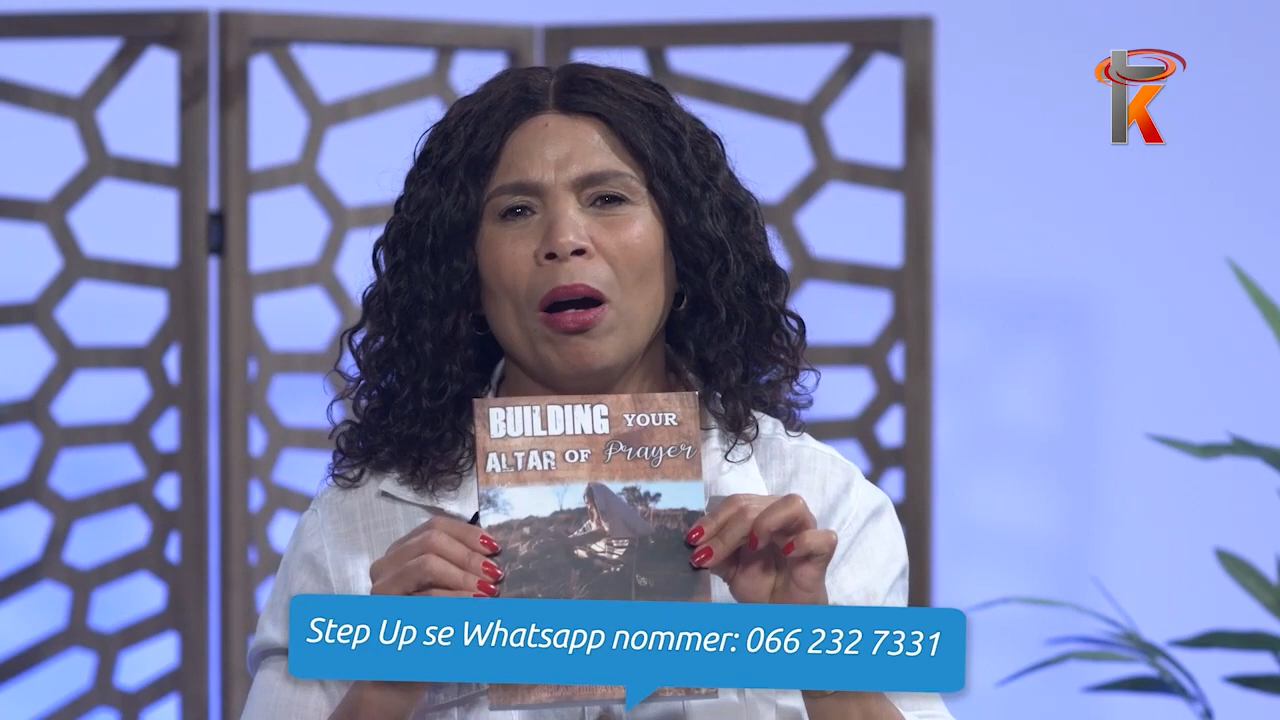 BUILDING YOUR
ALTAR OF Prayer
Step Up se Whatsapp nommer: 066 232 7331